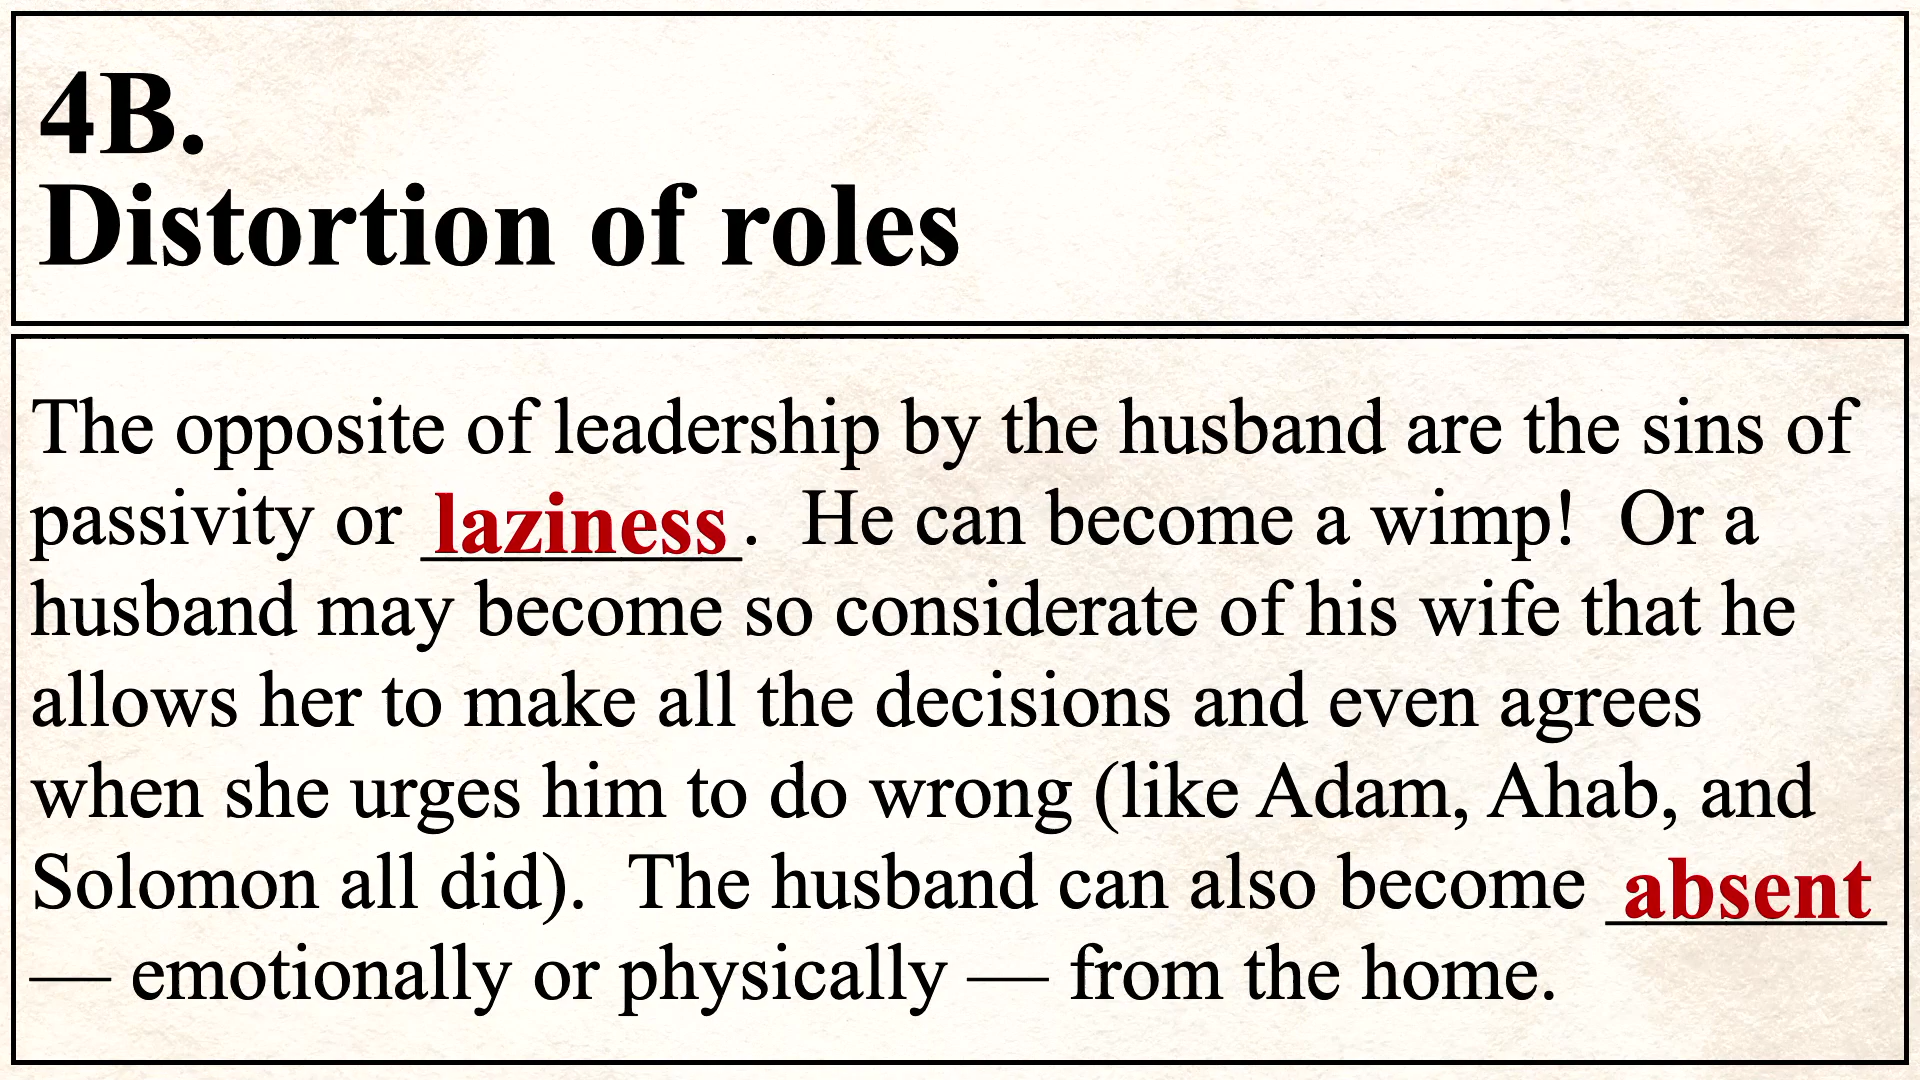 4B.
Distortion of roles
The opposite of leadership by the husband are the sins of
passivity or laziness.  He can become a wimp!  Or a
husband may become so considerate of his wife that he
allows her to make all the decisions and even agrees
when she urges him to do wrong (like Adam, Ahab, and
Solomon all did).  The husband can also become absent
— emotionally or physically — from the home.